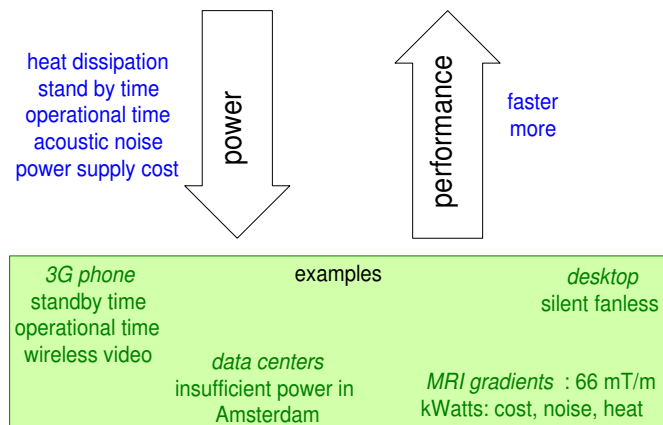 heat dissipation
stand by time
operational time
acoustic noise
power supply cost
power
performance
faster
more
examples
3G phone
standby time
operational time
wireless video
data centers
insufficient power in
Amsterdam
desktop
silent fanless
MRI gradients : 66 mT/m
kWatts: cost, noise, heat